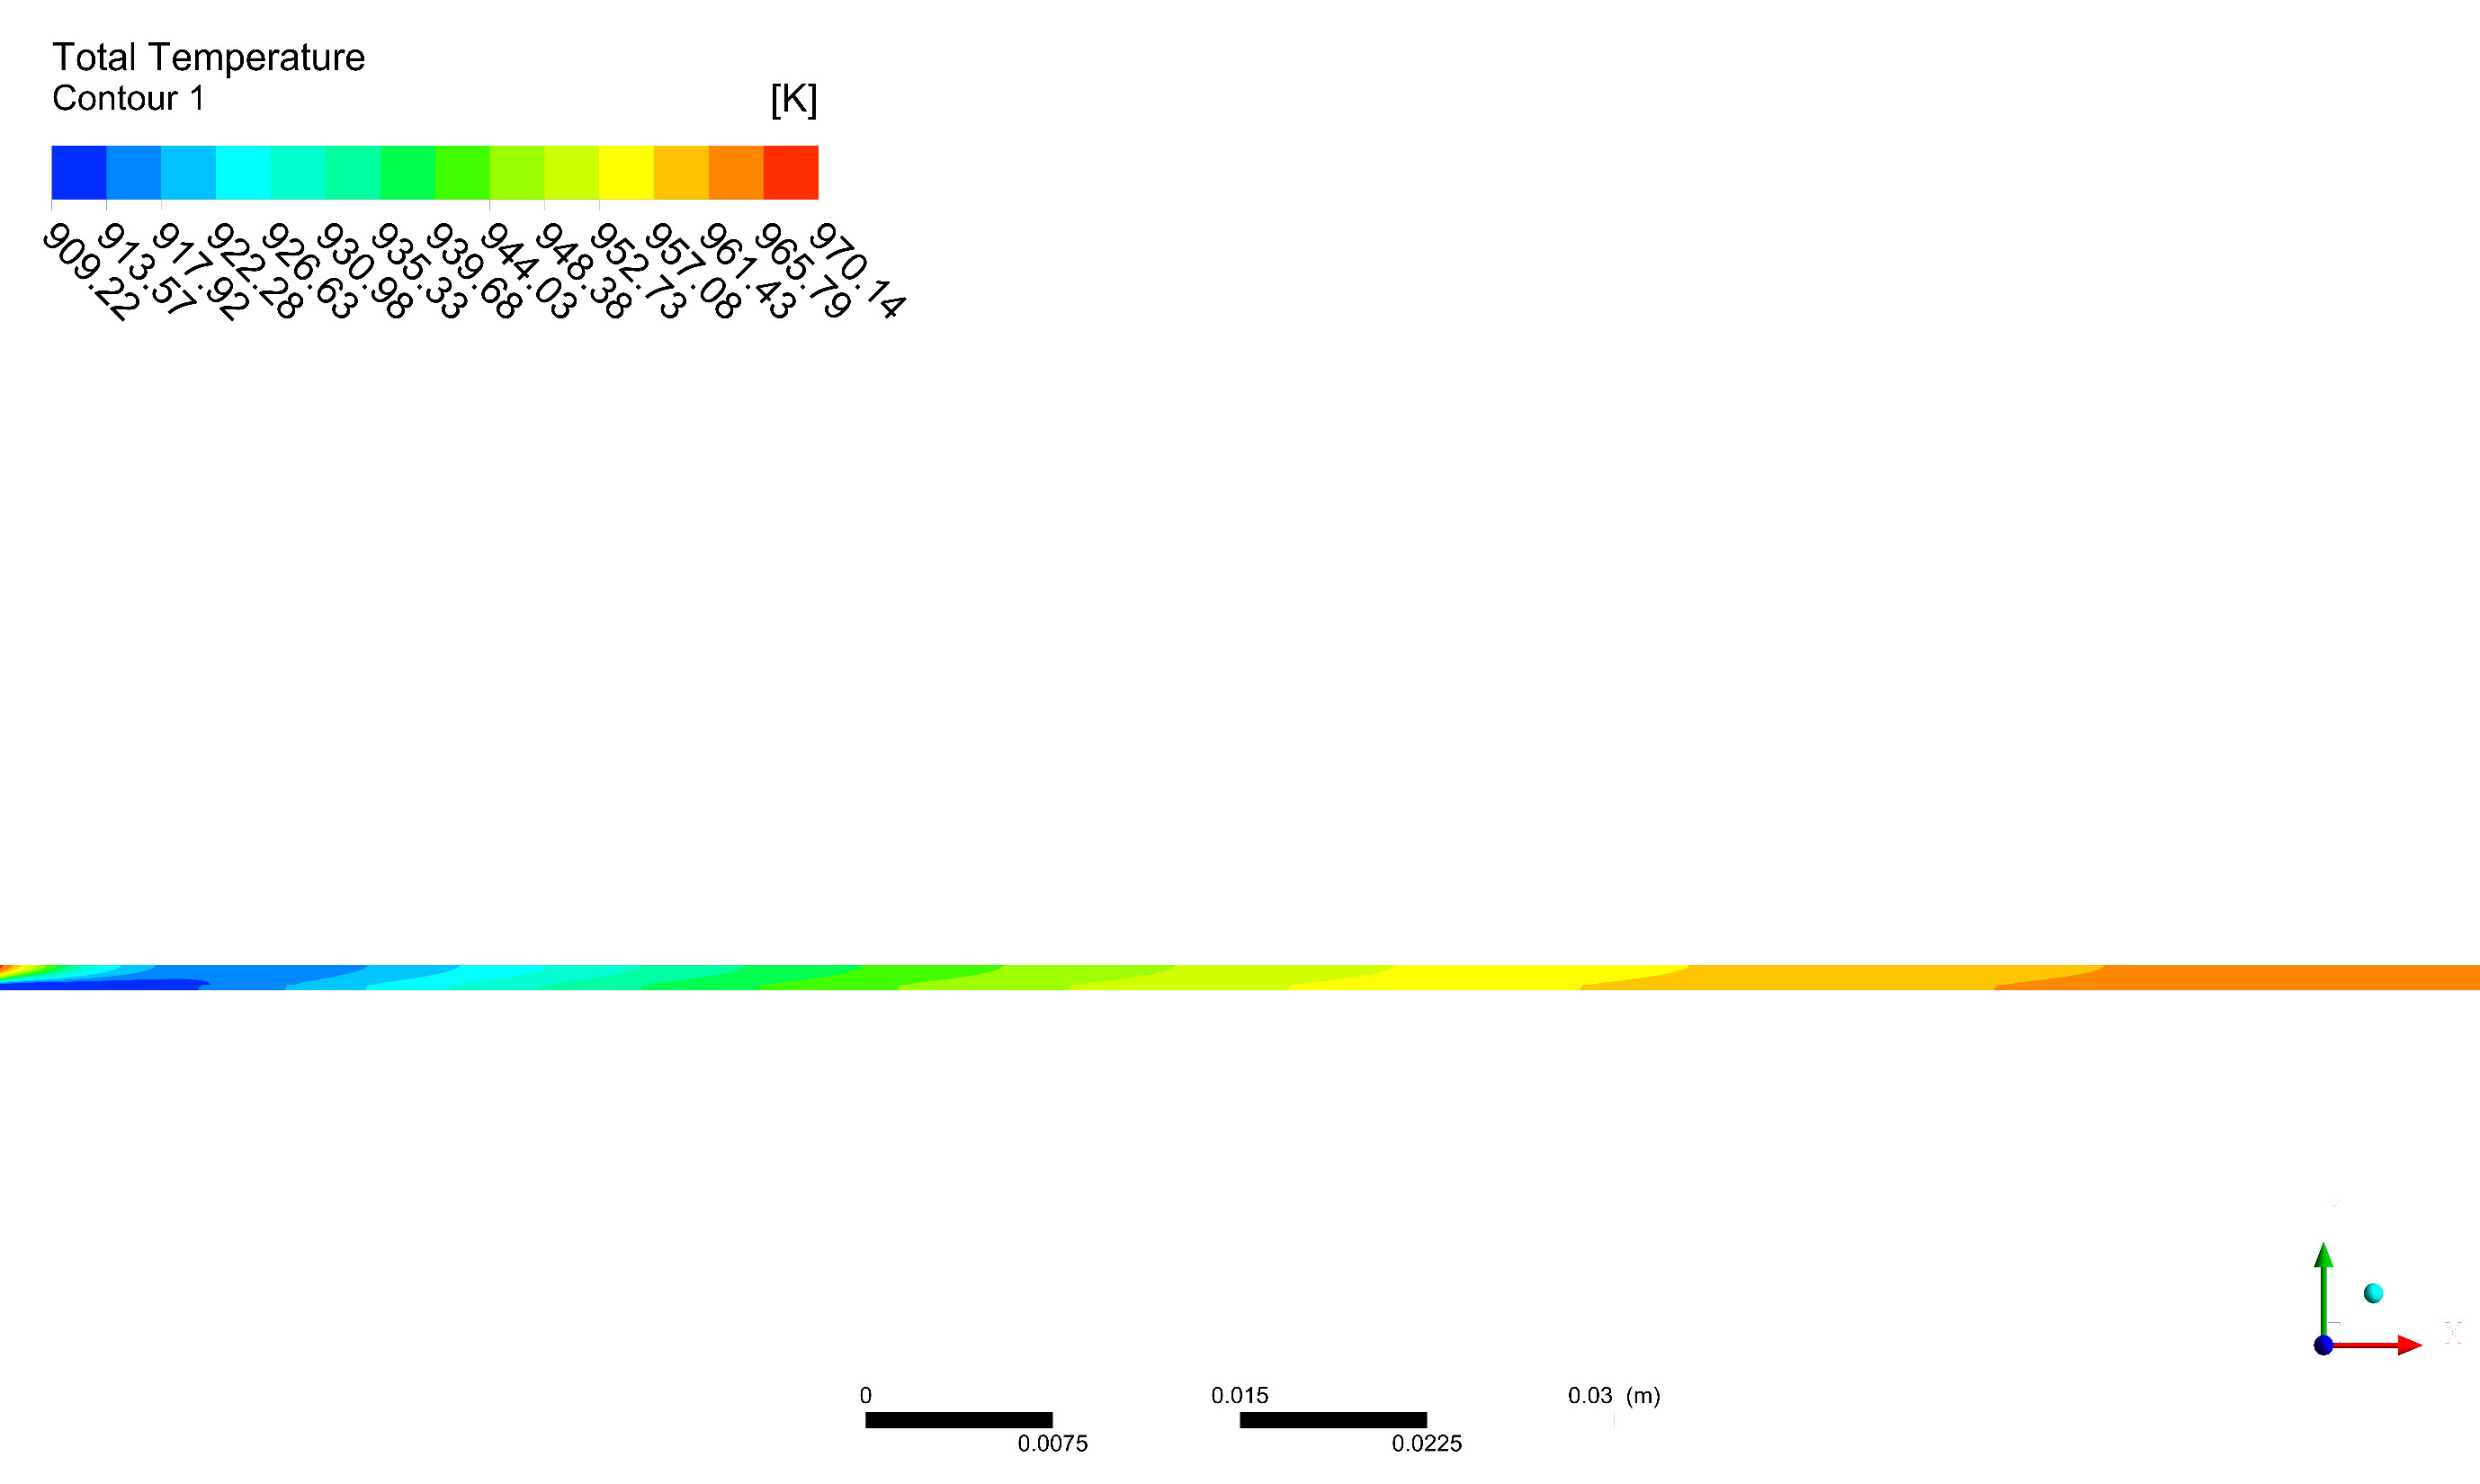 Total Temperature
Contour 1
[K]
909.22
913.57
917.92
922.28
926.63
930.98
935.33
939.68
944.03
948.38
952.73
957.08
961.43
965.79
970.14
Y
Z
X
0
0.015
0.03 (m)
0.0075
0.0225